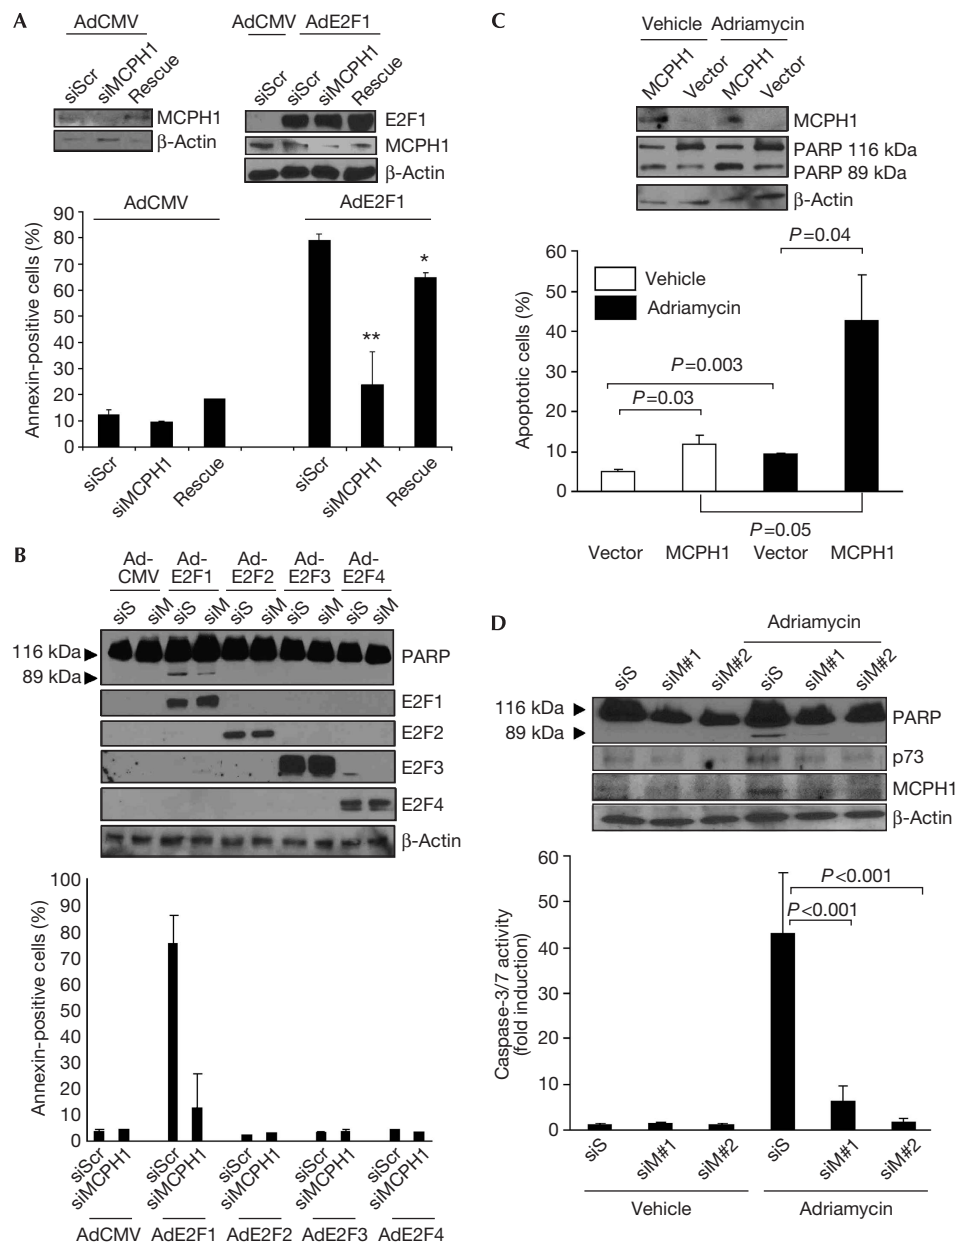 A
AdCMV
AdCMV AdE2F1
siScr siMCPH1 Rescue
siScr siScr siMCPH1 Rescue
MCPH1
β-Actin
E2F1
MCPH1
β-Actin
AdCMV
AdE2F1
Annexin-positive cells (%)
90
80
70
60
50
40
30
20
10
0
**
*
siScr siMCPH1 Rescue siScr siMCPH1 Rescue
B
Ad-CMV Ad-E2F1 Ad-E2F2 Ad-E2F3 Ad-E2F4
siS siM siS siM siS siM siS siM siS siM
116 kDa
89 kDa
PARP
E2F1
E2F2
E2F3
E2F4
β-Actin
Annexin-positive cells (%)
100
90
80
70
60
50
40
30
20
10
0
siScr siMCPH1 siScr siMCPH1 siScr siMCPH1 siScr siMCPH1 siScr siMCPH1
AdCMV AdE2F1 AdE2F2 AdE2F3 AdE2F4
C
Vehicle Adriamycin
MCPH1 Vector MCPH1 Vector
MCPH1
PARP 116 kDa
PARP 89 kDa
β-Actin
Apoptotic cells (%)
60
50
40
30
20
10
0
Vehicle
Adriamycin
P=0.04
P=0.003
P=0.03
P=0.05
Vector MCPH1 Vector MCPH1
D
Adriamycin
siS siM#1 siM#2 siS siM#1 siM#2
116 kDa
89 kDa
PARP
p73
MCPH1
β-Actin
Caspase-3/7 activity
(fold induction)
60
50
40
30
20
10
0
P<0.001
P<0.001
siS siM#1 siM#2 siS siM#1 siM#2
Vehicle Adriamycin